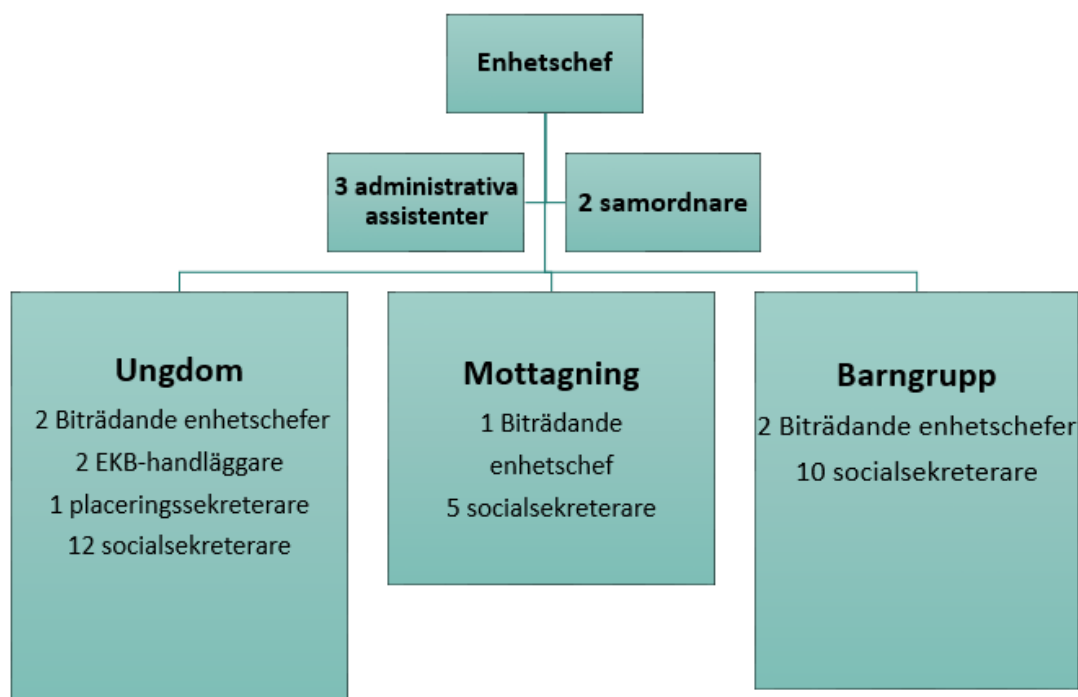 Enhetschef
3 administrativa
assistenter
2 samordnare
Ungdom
2 Biträdande enhetschefer
2 EKB-handläggare
1 placeringssekreterare
12 socialsekreterare
Mottagning
1 Biträdande
enhetschef
5 socialsekreterare
Barngrupp
2 Biträdande enhetschefer
10 socialsekreterare